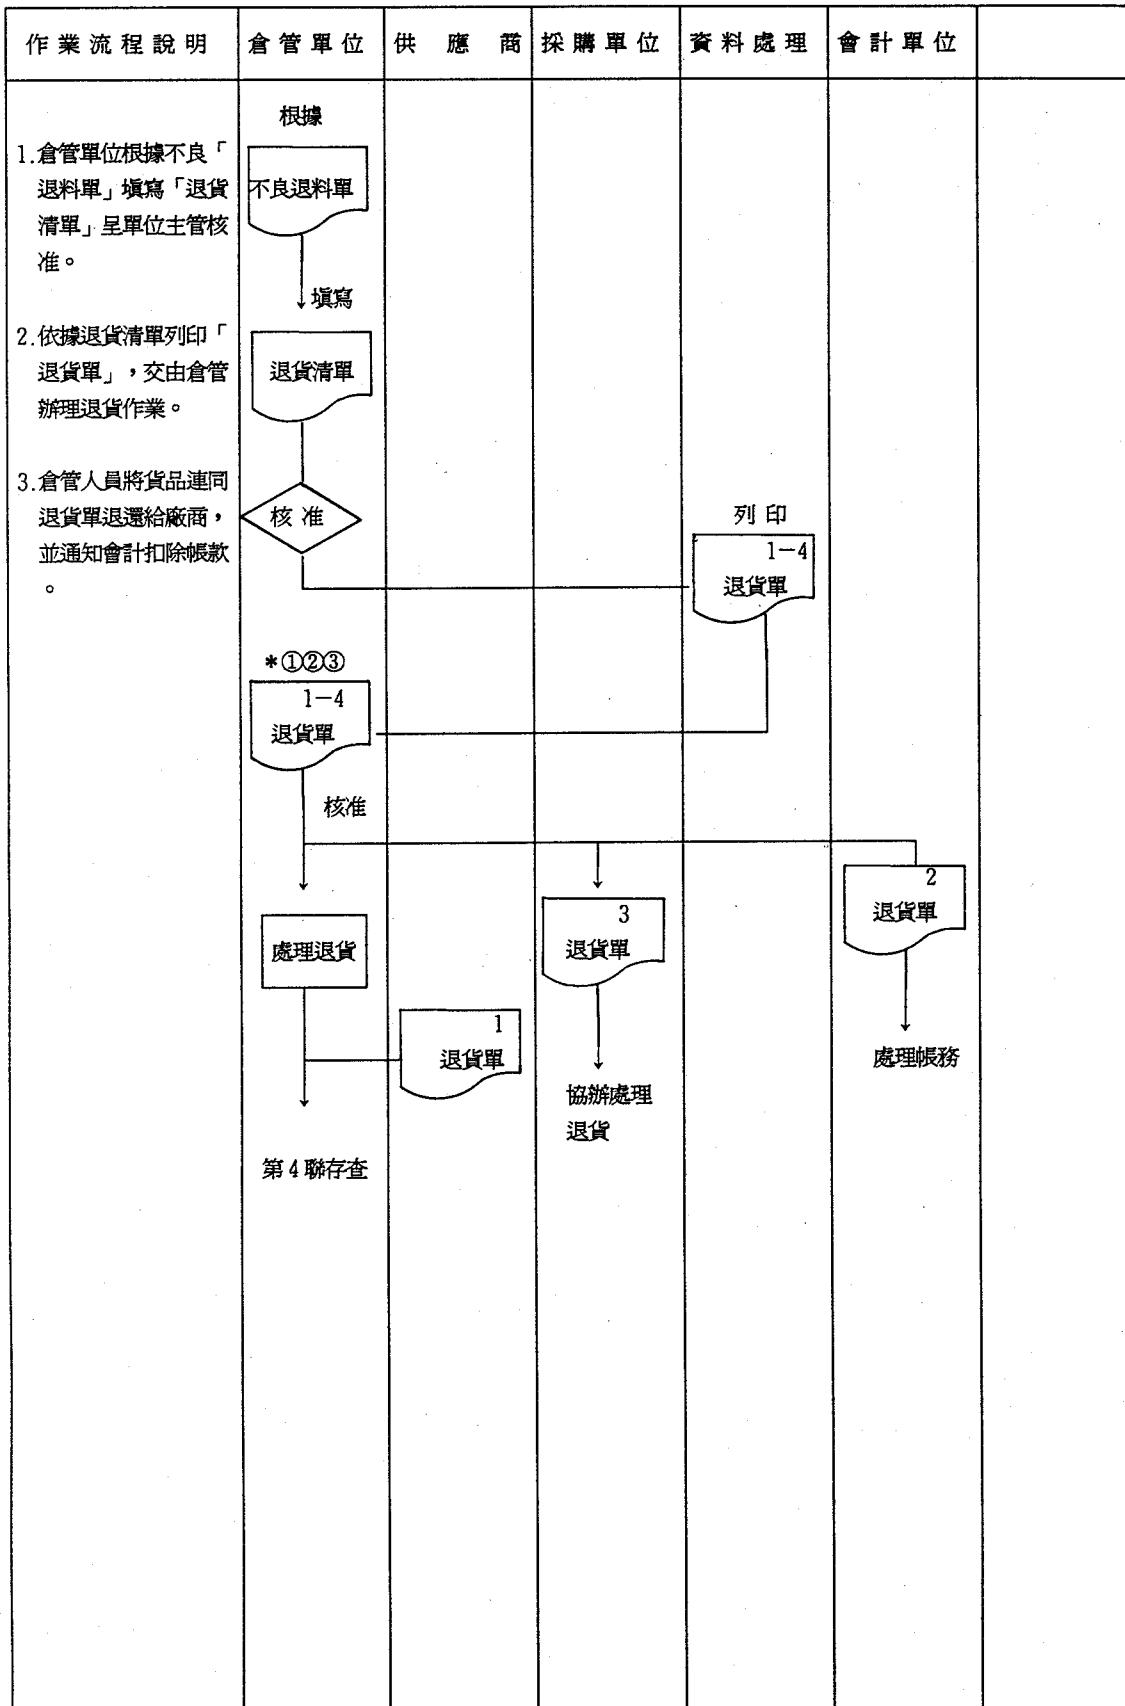 作業流程說明
倉管單位
供應商
採購單位
資料處理
會計單位
1.倉管單位根據不良「
退料單」填寫「退貨
清單」呈單位主管核
准。
2.依據退貨清單列印「
退貨單」，交由倉管
辦理退貨作業。
3.倉管人員將貨品連同
退貨單退還給廠商，
並通知會計扣除帳款
。
根據
不良退料單
填寫
退貨清單
核准
列印
1-4
退貨單
*①②③
1-4
退貨單
核准
處理退貨
2
退貨單
3
退貨單
1
退貨單
處理帳務
協辦處理
退貨
第4聯存查